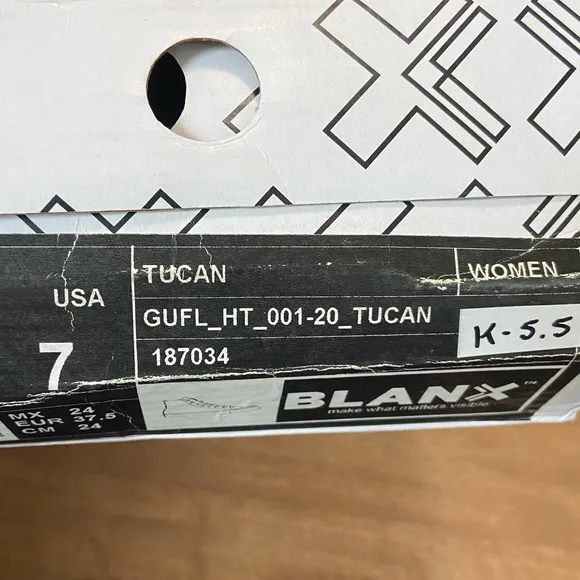 TUCAN WOMEN
USA GUFL_HT_001-20_TUCAN K-5.5
7 187034
MX 24
EUR 37.5
CM 24
BLANX™
make what matters visible